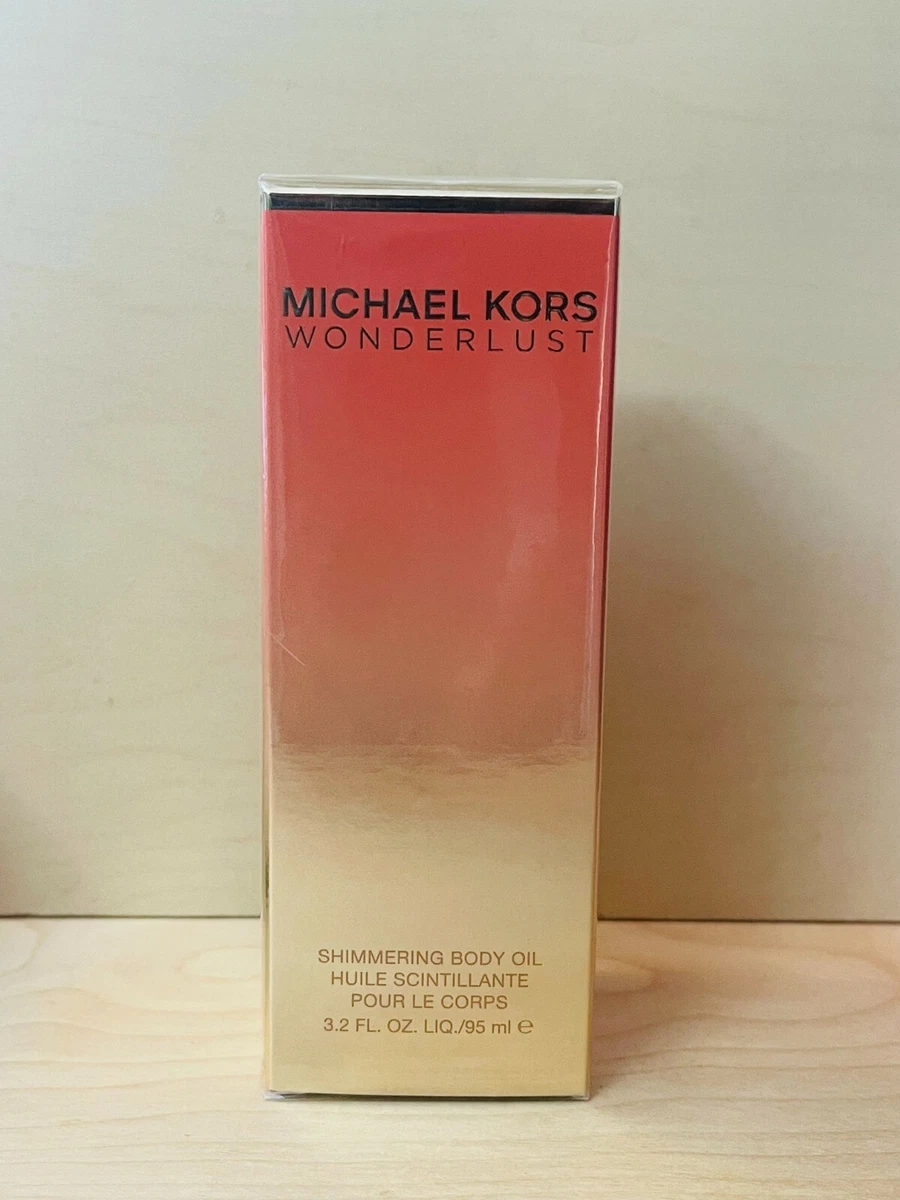 MICHAEL KORS
WONDERLUST
SHIMMERING BODY OIL
HUILE SCINTILLANTE
POUR LE CORPS
3.2 FL. OZ. LIQ./95 ml ℮